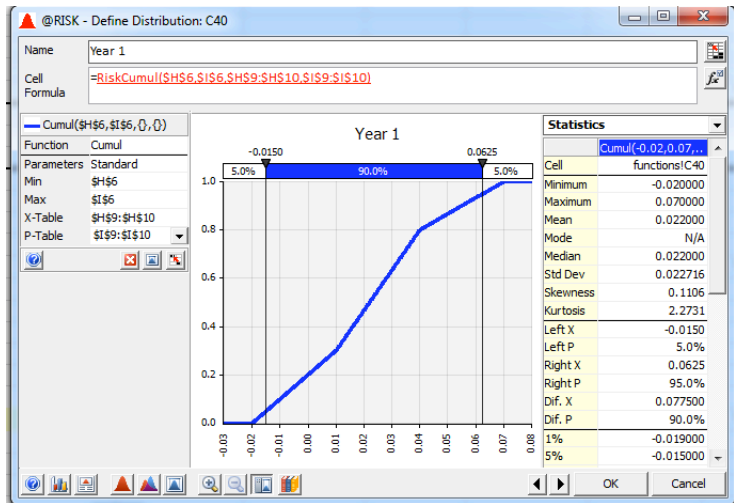 @RISK - Define Distribution: C40
Name Year 1
Cell Formula =RiskCumul($H$6,$I$6,$H$9:$H$10,$I$9:$I$10)
Cumul($H$6,$I$6,{},{})
Function Cumul
Parameters Standard
Min $H$6
Max $I$6
X-Table $H$9:$H$10
P-Table $I$9:$I$10
Year 1
-0.0150 0.0625
5.0% 90.0% 5.0%
1.0
0.8
0.6
0.4
0.2
0.0
-0.03 -0.02 -0.01 0.00 0.01 0.01 0.02 0.03 0.04 0.05 0.06 0.07 0.08
Statistics
Cumul(-0.02,0.07,...
Cell functions!C40
Minimum -0.020000
Maximum 0.070000
Mean 0.022000
Mode N/A
Median 0.022000
Std Dev 0.022716
Skewness 0.1106
Kurtosis 2.2731
Left X -0.0150
Left P 5.0%
Right X 0.0625
Right P 95.0%
Dif. X 0.077500
Dif. P 90.0%
1% -0.019000
5% -0.015000
OK Cancel